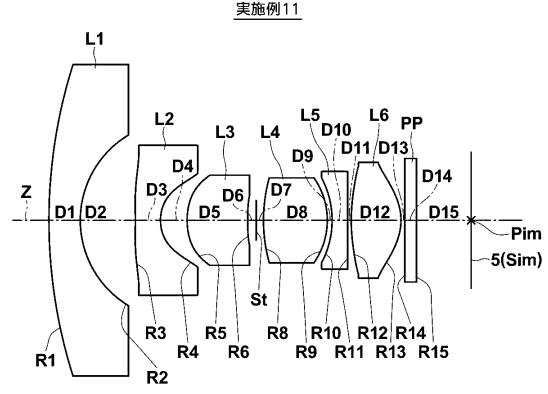 実施例11
L1
L2
L3
L4
L5
L6
PP
D10
D4
D9
D11
D13
D3
D6
D7
D14
Z
D1
D2
D5
D8
D12
D15
Pim
5(Sim)
St
R1
R2
R3
R4
R5
R6
R8
R9
R10
R11
R12
R13
R14
R15